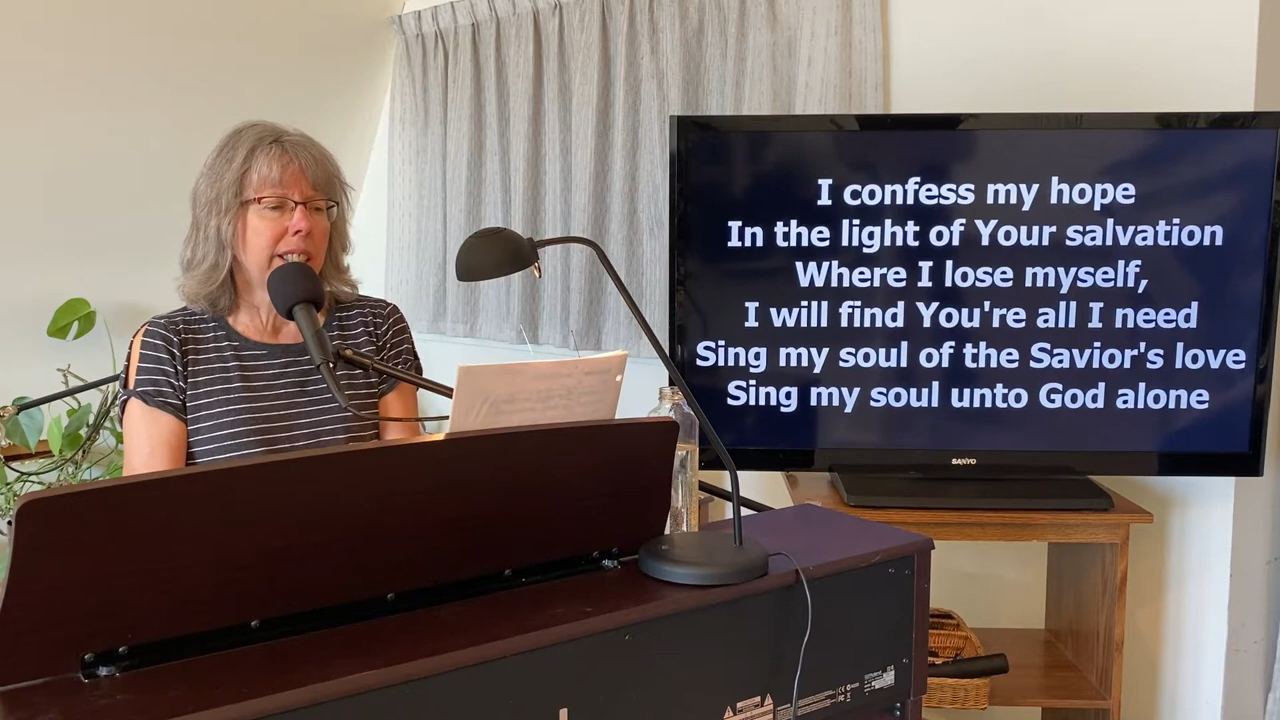 I confess my hope
In the light of Your salvation
Where I lose myself,
I will find You're all I need
Sing my soul of the Savior's love
Sing my soul unto God alone
SANYO